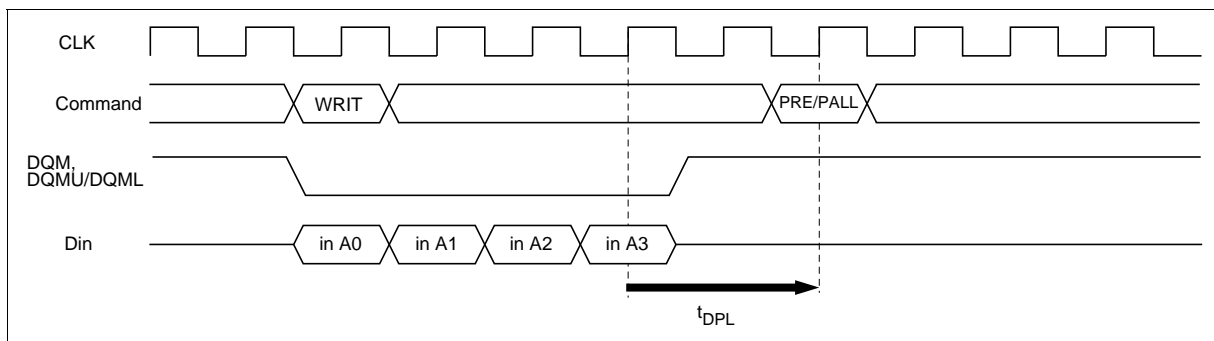 CLK
Command
WRIT
PRE/PALL
DQM,
DQMU/DQML
Din
in A0
in A1
in A2
in A3
tDPL